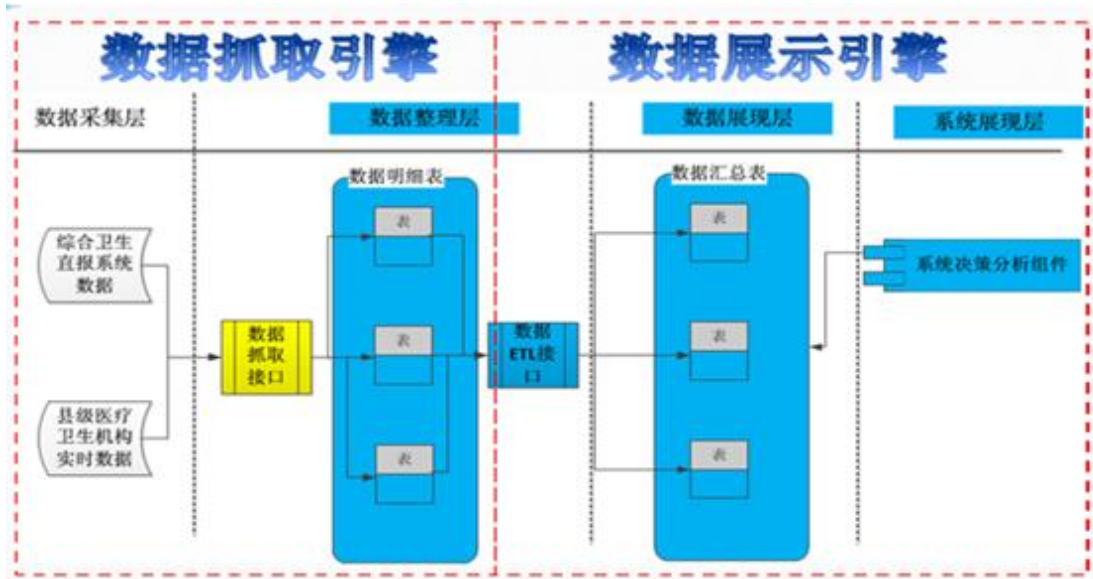 数据抓取引擎
数据展示引擎
数据采集层
数据整理层
数据展现层
系统展现层
数据明细表
数据汇总表
表
表
综合卫生
直报系统
数据
系统决策分析组件
数据
抓取
接口
表
数据
ETL接
口
表
县级医疗
卫生机构
实时数据
表
表